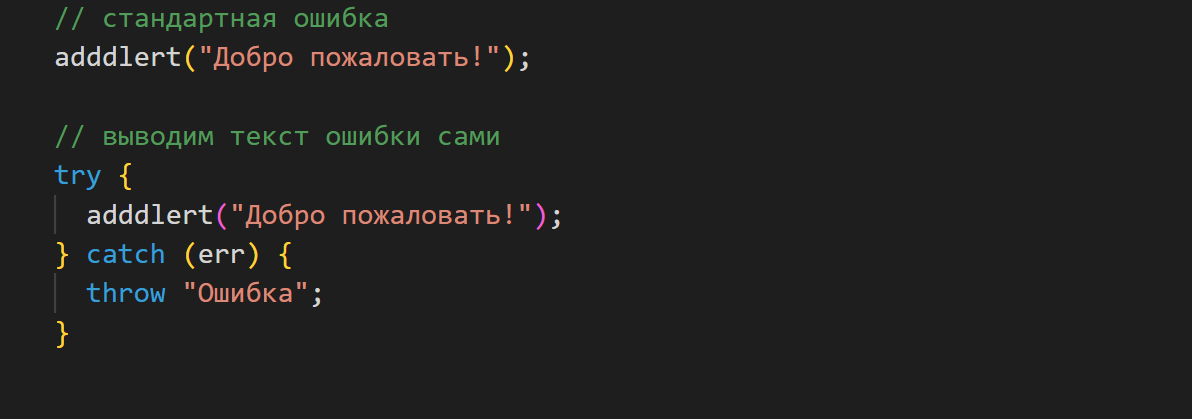 // стандартная ошибка
adddlert("Добро пожаловать!");
// выводим текст ошибки сами
try {
adddlert("Добро пожаловать!");
} catch (err) {
throw "Ошибка";
}